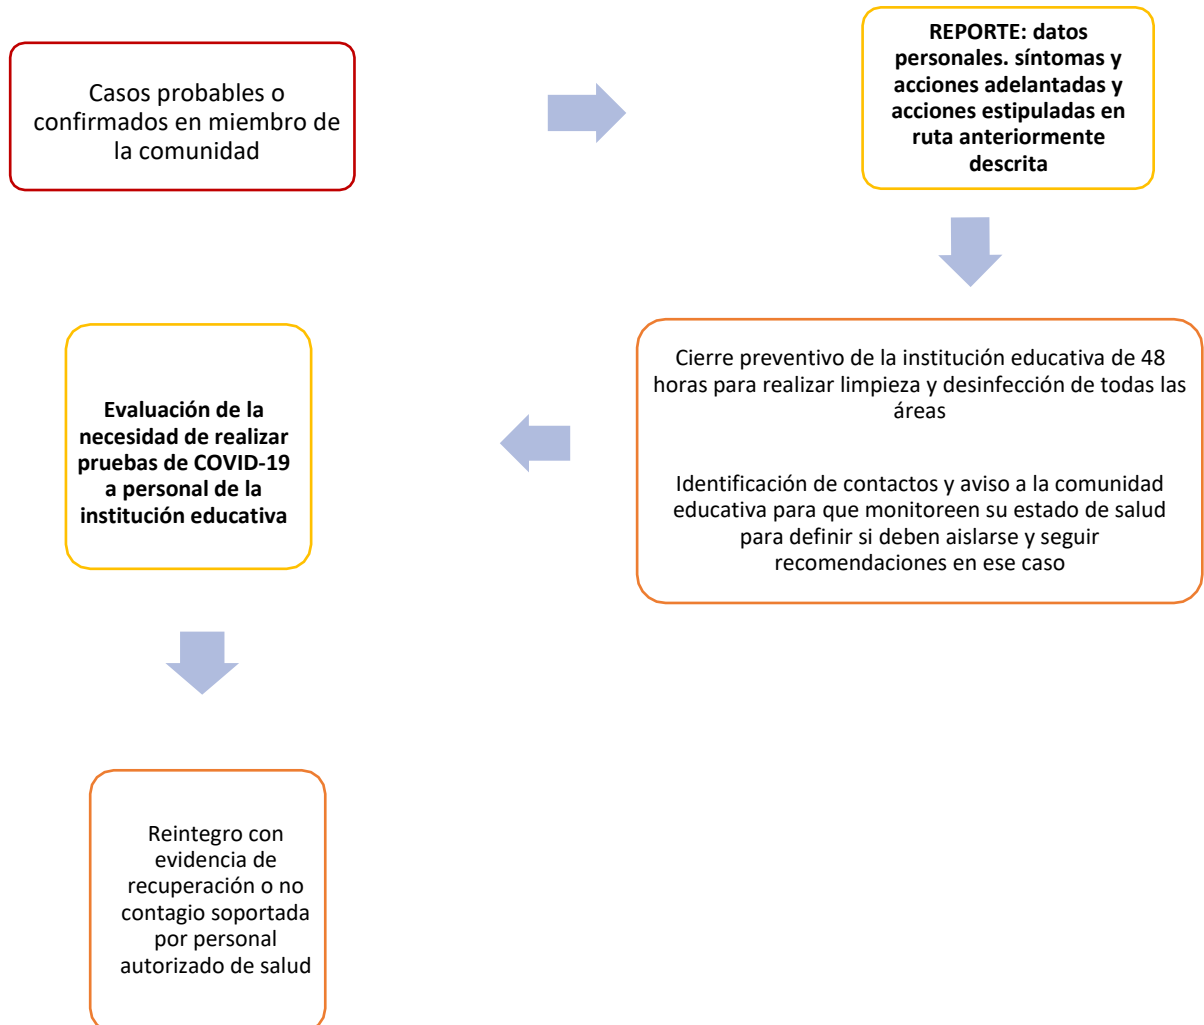 Casos probables o
confirmados en miembro de
la comunidad
REPORTE: datos
personales. síntomas y
acciones adelantadas y
acciones estipuladas en
ruta anteriormente
descrita
Cierre preventivo de la institución educativa de 48
horas para realizar limpieza y desinfección de todas las
áreas
Identificación de contactos y aviso a la comunidad
educativa para que monitoreen su estado de salud
para definir si deben aislarse y seguir
recomendaciones en ese caso
Evaluación de la
necesidad de realizar
pruebas de COVID-19
a personal de la
institución educativa
Reintegro con
evidencia de
recuperación o no
contagio soportada
por personal
autorizado de salud